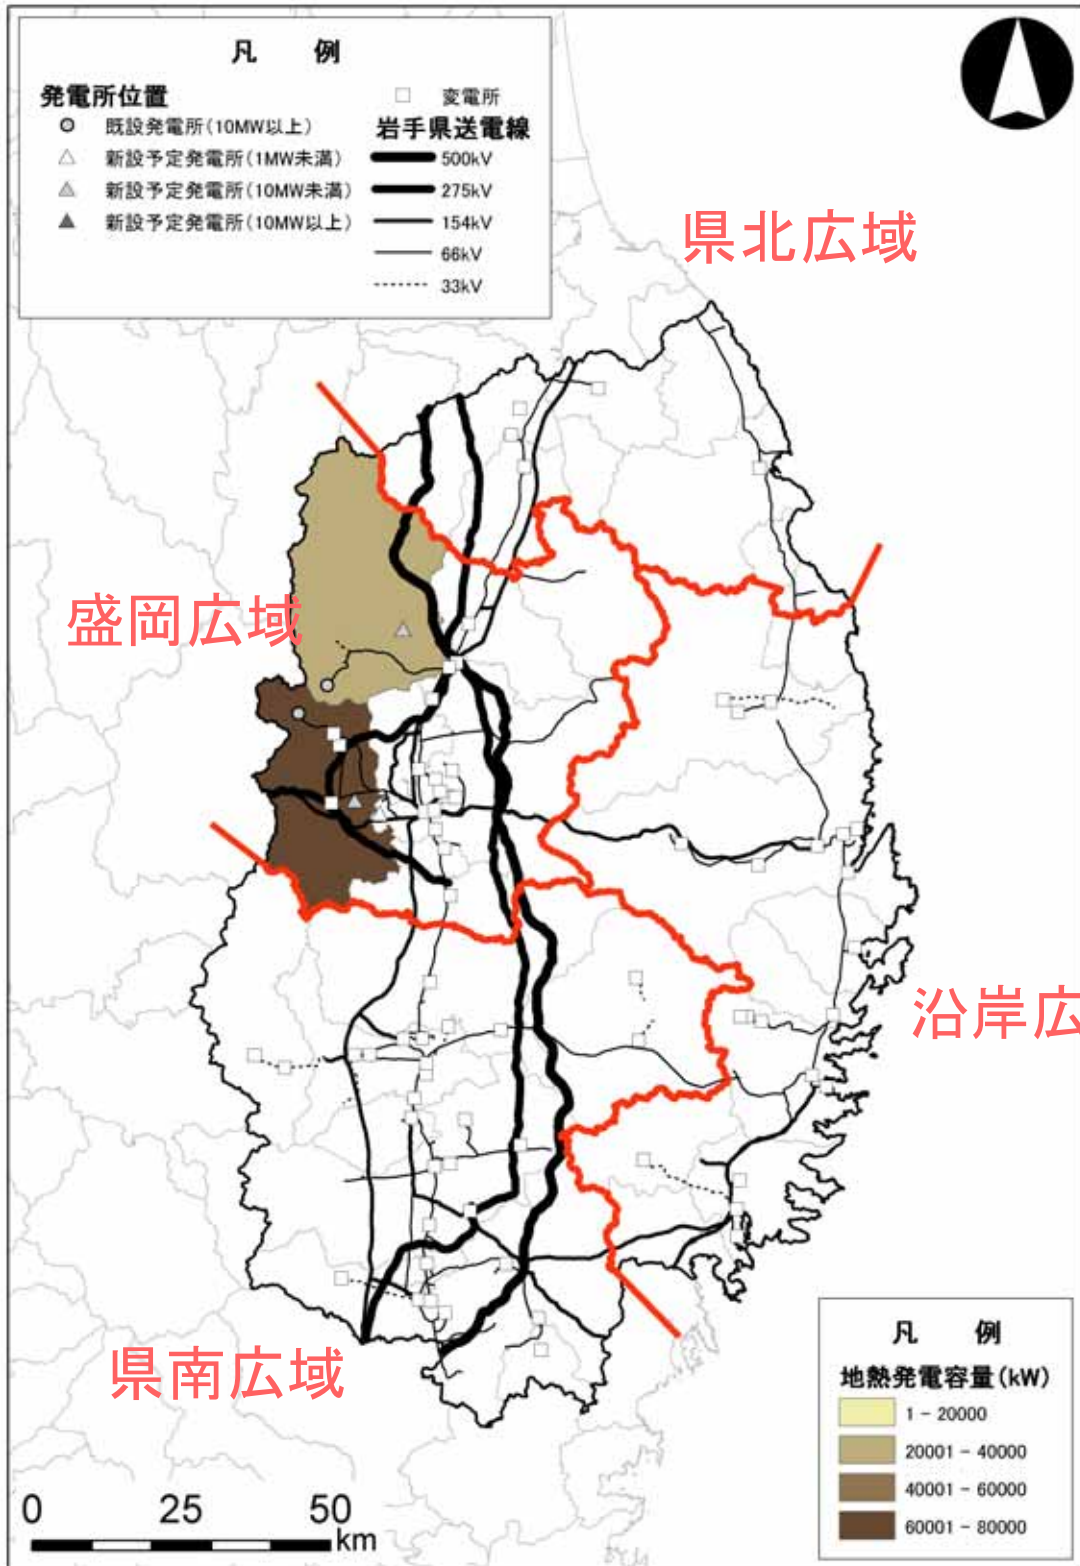 凡 例
発電所位置
既設発電所(10MW以上)
新設予定発電所(1MW未満)
新設予定発電所(10MW未満)
新設予定発電所(10MW以上)
変電所
岩手県送電線
500kV
275kV
154kV
66kV
33kV
県北広域
盛岡広域
沿岸広
県南広域
凡 例
地熱発電容量(kW)
1 - 20000
20001 - 40000
40001 - 60000
60001 - 80000
0 25 50
km